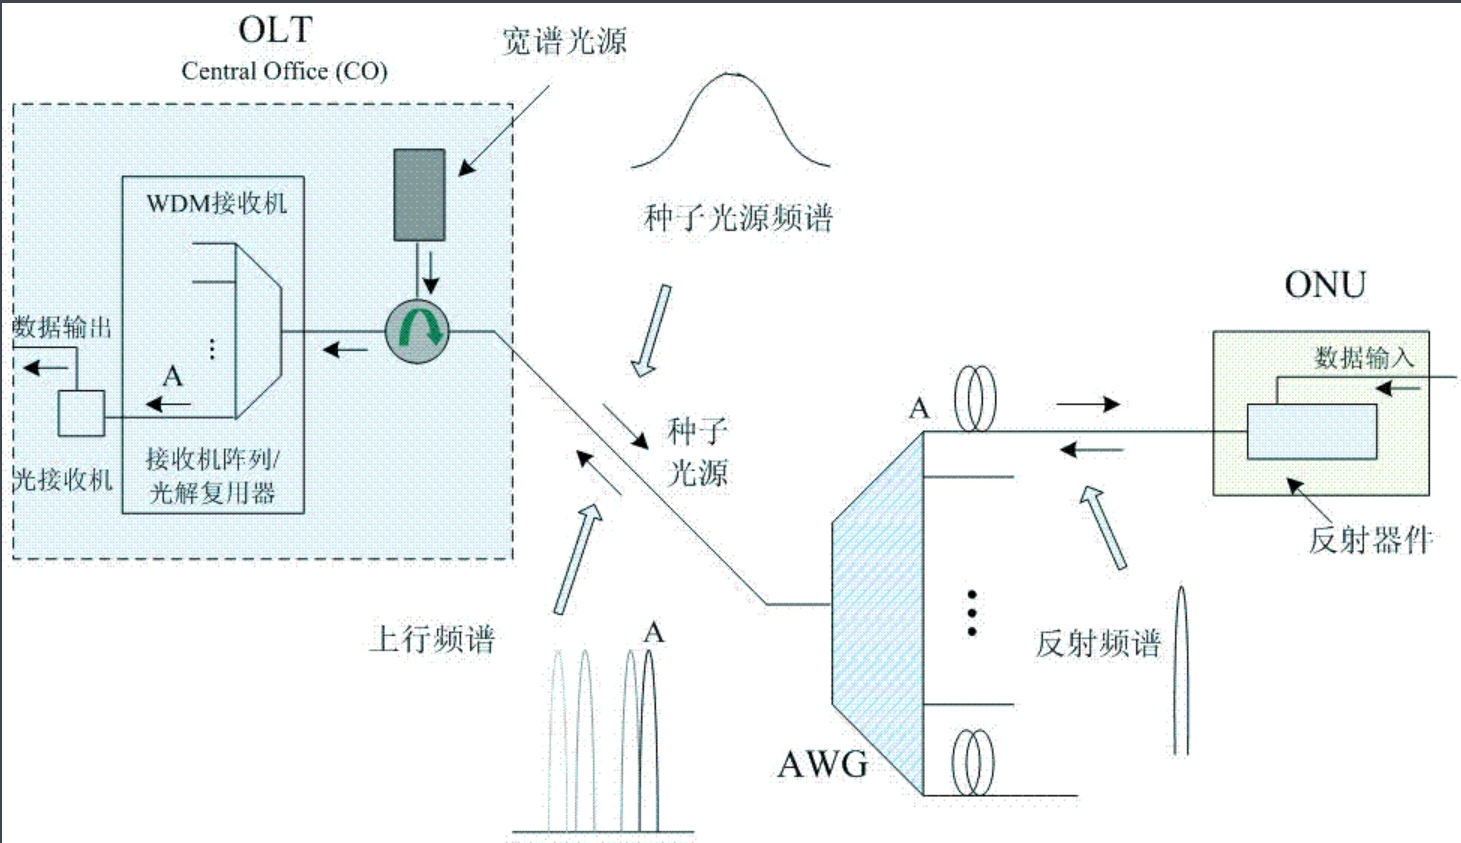 OLT
Central Office (CO)
宽谱光源
WDM接收机
种子光源频谱
ONU
数据输出
数据输入
A
A
种子
光源
接收机阵列/
光解复用器
光接收机
反射器件
上行频谱
A
反射频谱
AWG